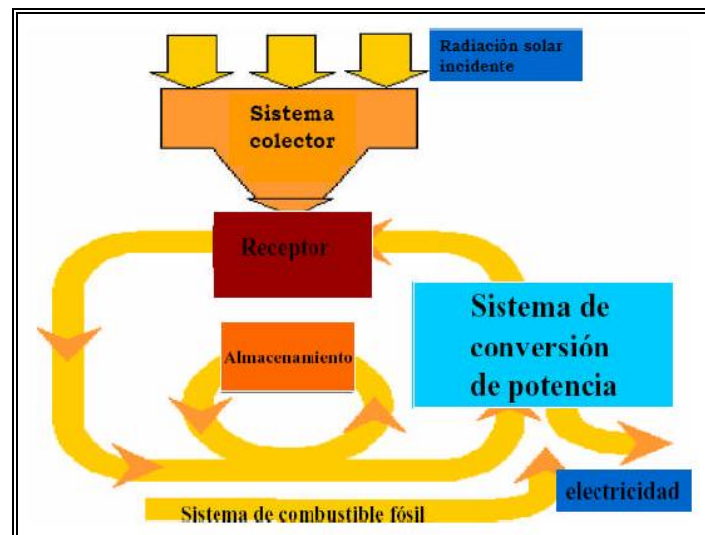 Radiación solar
incidente
Sistema
colector
Receptor
Almacenamiento
Sistema de
conversión
de potencia
electricidad
Sistema de combustible fósil